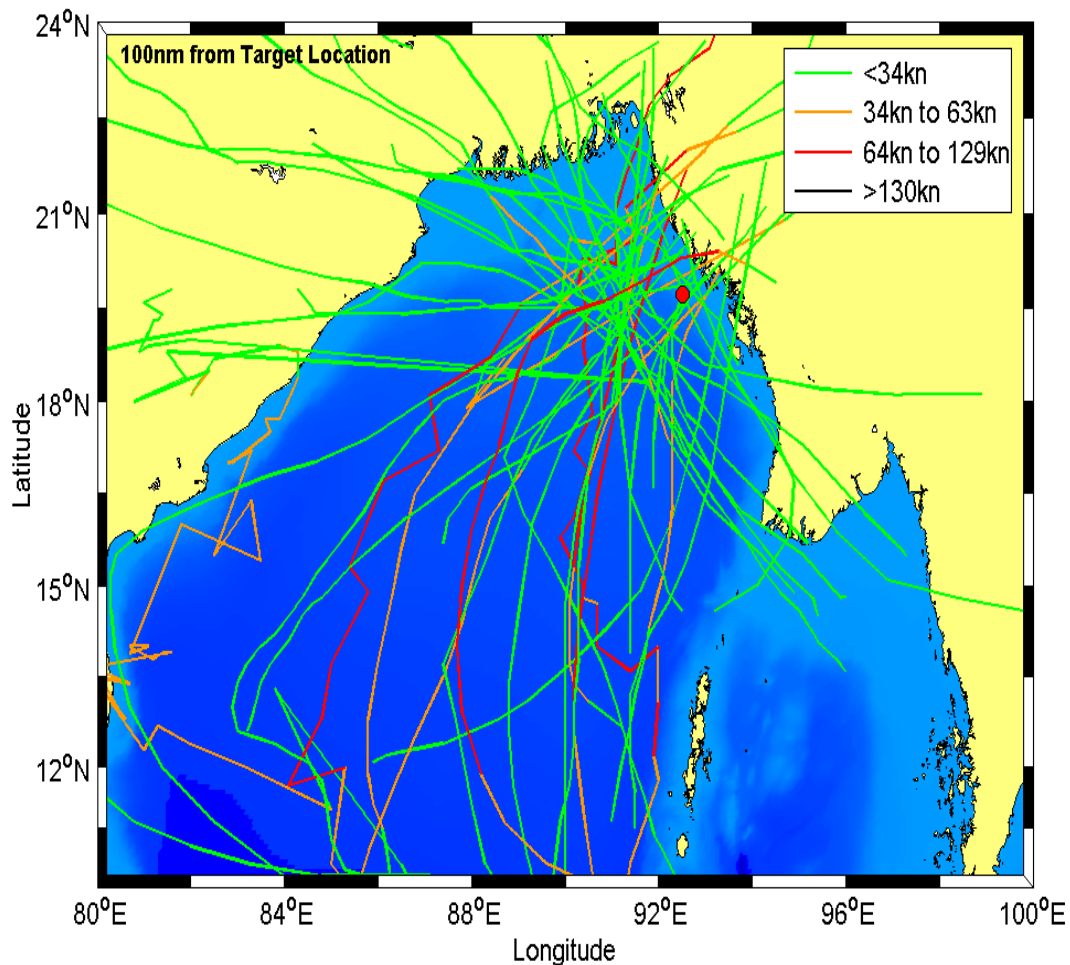 100nm from Target Location
<34kn
34kn to 63kn
64kn to 129kn
>130kn
24°N
21°N
18°N
15°N
12°N
Latitude
80°E 84°E 88°E 92°E 96°E 100°E
Longitude